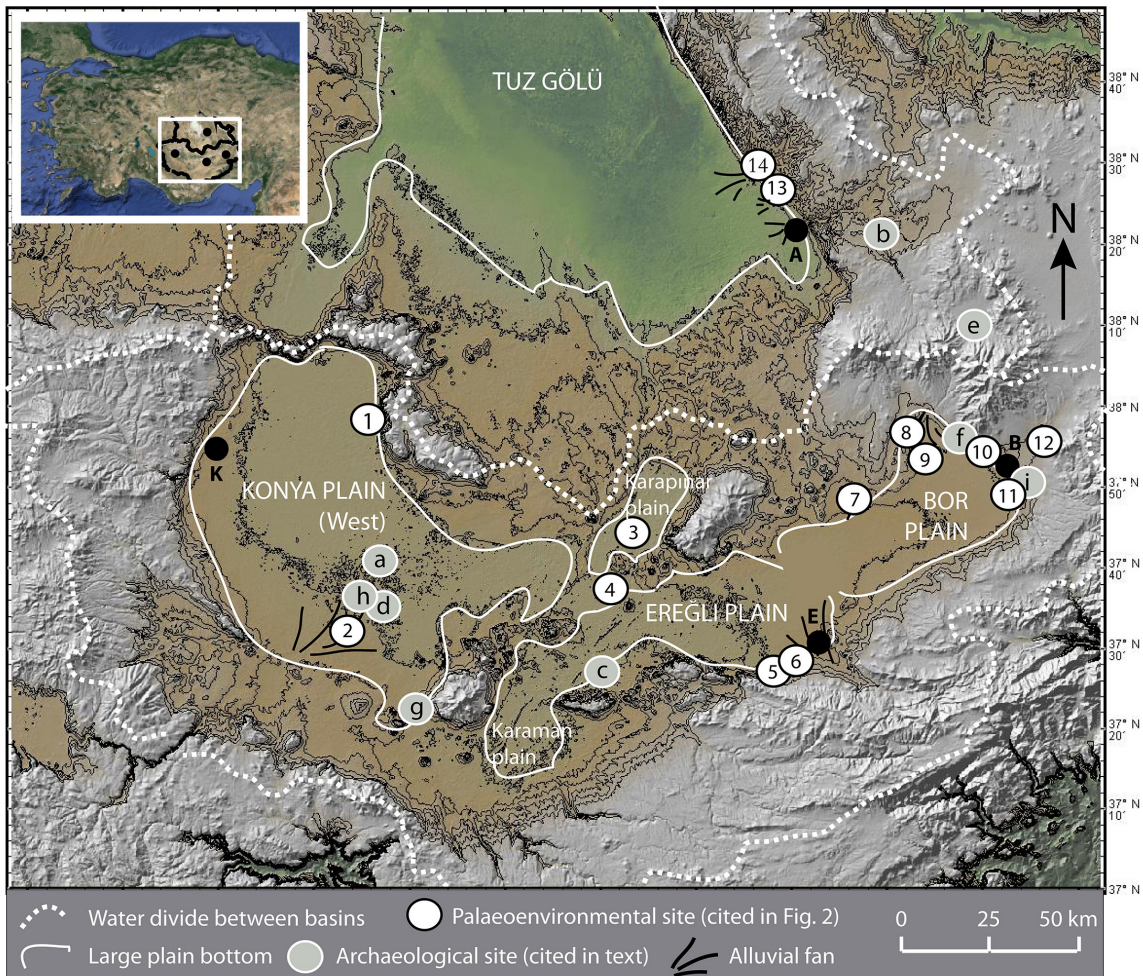 TUZ GÖLÜ
38° N
40'
14
38° N
30'
13
A
b
N
38° N
20'
e
38° N
10'
1
38° N
8
f
10
B
12
K
9
KONYA PLAIN
(West)
Karapınar
plain
7
i
11
37° N
50'
BOR
PLAIN
3
a
37° N
40'
4
h
d
EREĞLI PLAIN
E
2
37° N
30'
c
5
6
g
Karaman
plain
37° N
20'
37° N
10'
37° N
Water divide between basins
Palaeoenvironmental site (cited in Fig. 2)
0 25 50 km
Large plain bottom
Archaeological site (cited in text)
Alluvial fan